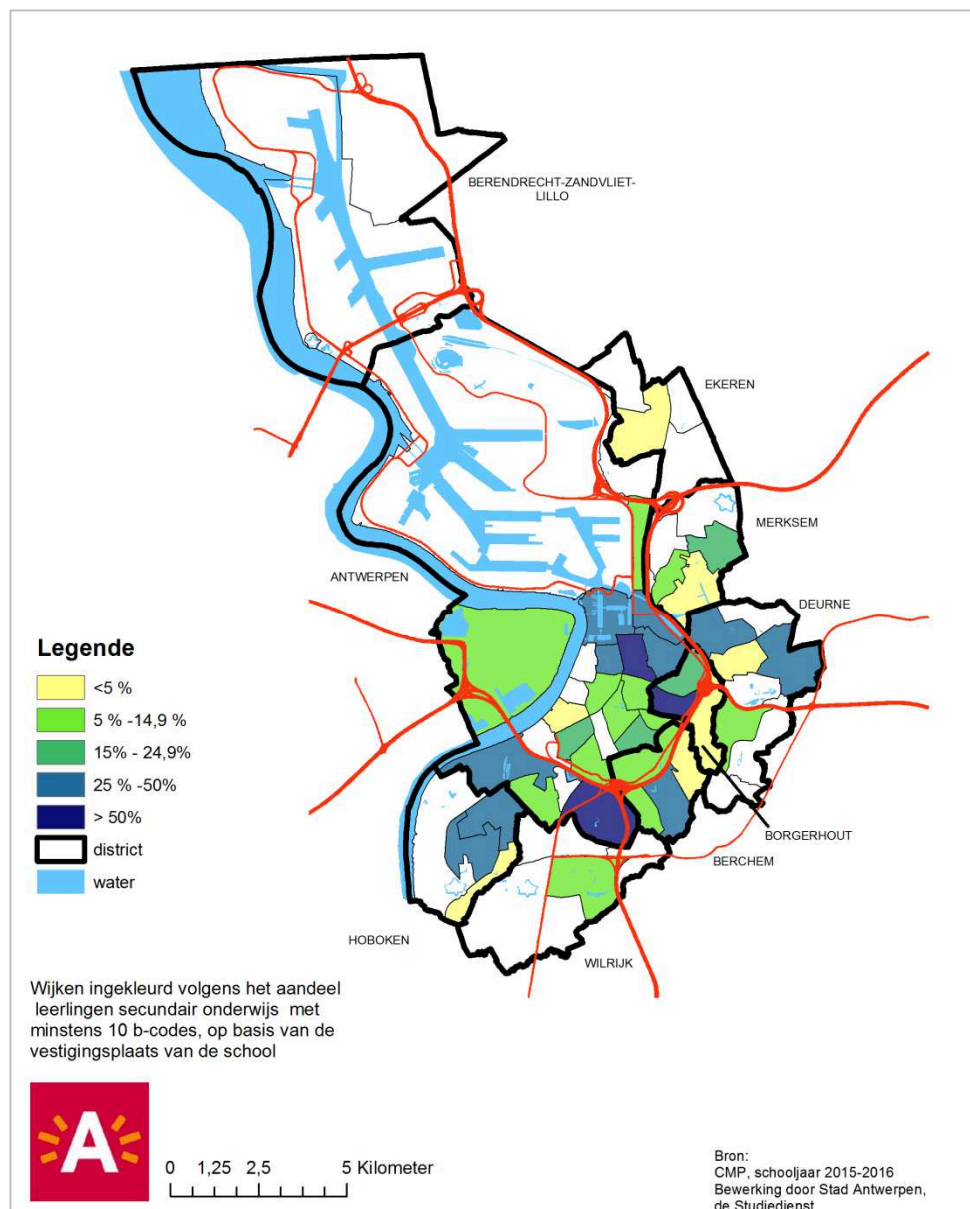 BERENDRECHT-ZANDVLIET-
LILLO
EKEREN
MERKSEM
ANTWERPEN
DEURNE
Legende
<5 %
5 % -14,9 %
15% - 24,9%
25 % -50%
> 50%
district
water
BORGERHOUT
BERCHEM
HOBOKEN
WILRIJK
Wijken ingekleurd volgens het aandeel
leerlingen secundair onderwijs met
minstens 10 b-codes, op basis van de
vestigingsplaats van de school
A
0 1,25 2,5 5 Kilometer
Bron:
CMP, schooljaar 2015-2016
Bewerking door Stad Antwerpen,
de Studiedienst